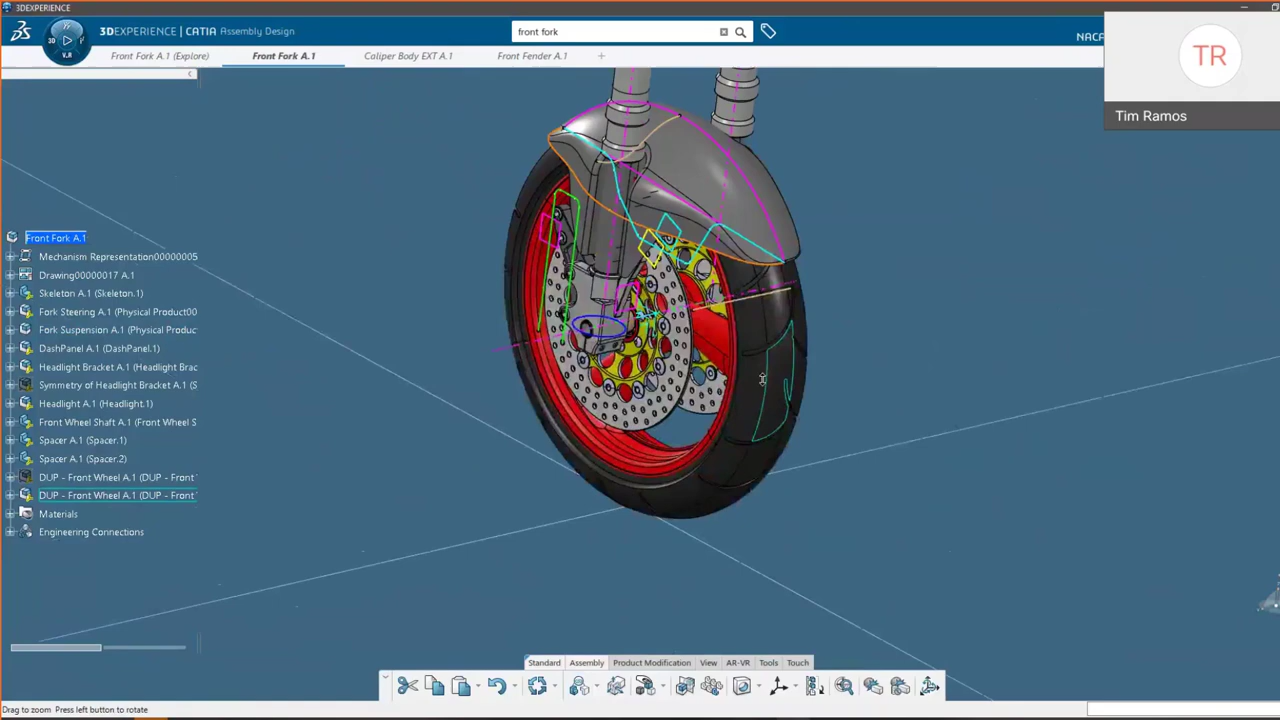 3DEXPERIENCE
3DEXPERIENCE | CATIA Assembly Design
front fork
3D
V.R
NACA
TR
Tim Ramos
Front Fork A.1 (Explore)
Front Fork A.1
Caliper Body EXT A.1
Front Fender A.1
Front Fork A.1
Mechanism Representation00000005
Drawing00000017 A.1
Skeleton A.1 (Skeleton.1)
Fork Steering A.1 (Physical Product00
Fork Suspension A.1 (Physical Produc
DashPanel A.1 (DashPanel.1)
Headlight Bracket A.1 (Headlight Brac
Symmetry of Headlight Bracket A.1 (S
Headlight A.1 (Headlight.1)
Front Wheel Shaft A.1 (Front Wheel S
Spacer A.1 (Spacer.1)
Spacer A.1 (Spacer.2)
DUP - Front Wheel A.1 (DUP - Front
DUP - Front Wheel A.1 (DUP - Front
Materials
Engineering Connections
Standard Assembly Product Modification View AR-VR Tools Touch
Drag to zoom Press left button to rotate